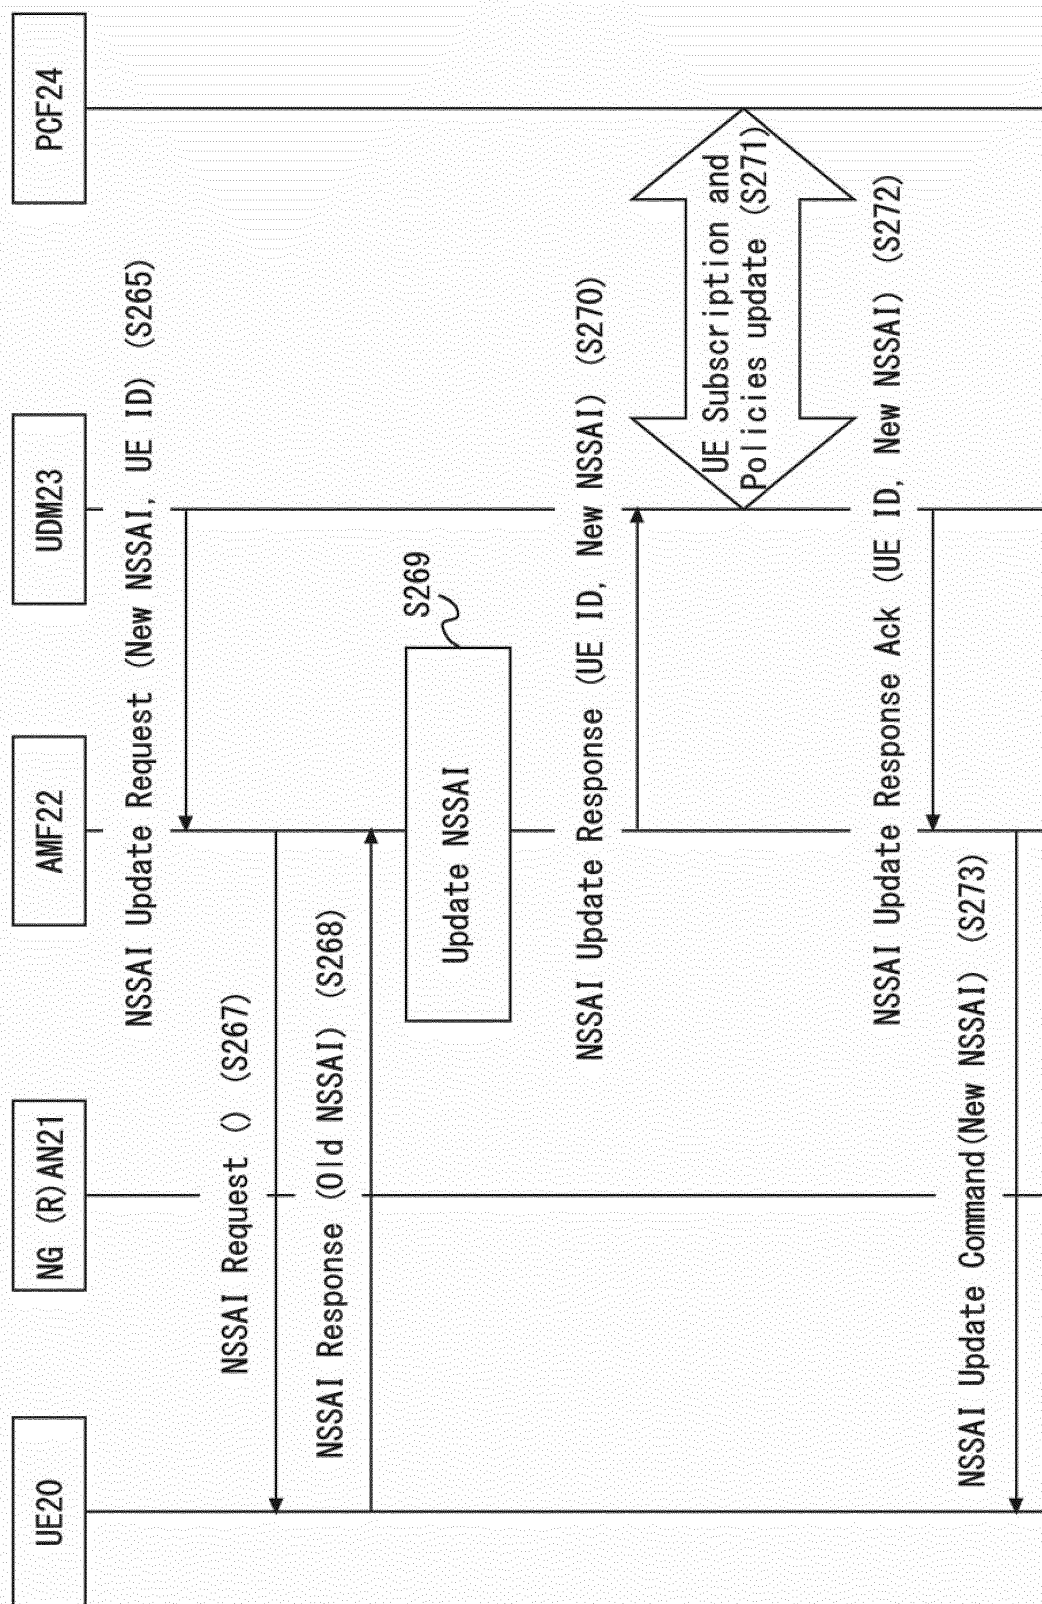 UE20
NG (R)AN21
AMF22
UDM23
PCF24
NSSAI Update Request (New NSSAI, UE ID) (S265)
NSSAI Request () (S267)
NSSAI Response (Old NSSAI) (S268)
S269
Update NSSAI
NSSAI Update Response (UE ID, New NSSAI) (S270)
UE Subscription and
Policies update (S271)
NSSAI Update Response Ack (UE ID, New NSSAI) (S272)
NSSAI Update Command(New NSSAI) (S273)